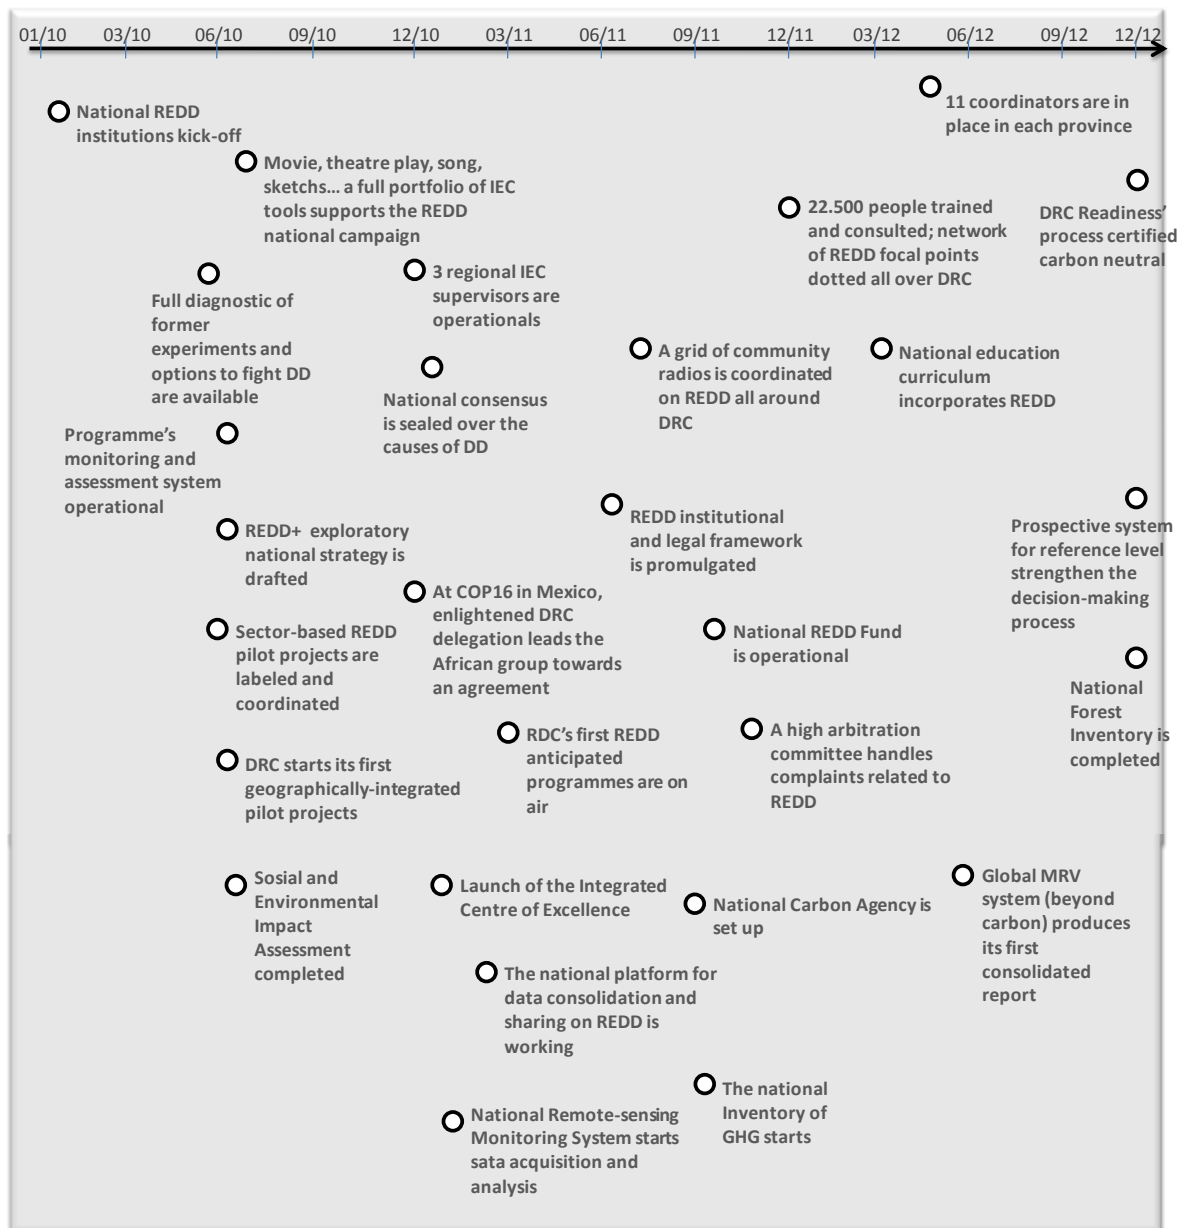 01/10 03/10 06/10 09/10 12/10 03/11 06/11 09/11 12/11 03/12 06/12 09/12 12/12
11 coordinators are in
place in each province
National REDD
institutions kick-off
Movie, theatre play, song,
sketchs... a full portfolio of IEC
tools supports the REDD
national campaign
22.500 people trained
and consulted; network
of REDD focal points
dotted all over DRC
DRC Readiness'
process certified
carbon neutral
3 regional IEC
supervisors are
operationals
Full diagnostic of
former
experiments and
options to fight DD
are available
A grid of community
radios is coordinated
on REDD all around
DRC
National education
curriculum
incorporates REDD
National consensus
is sealed over the
causes of DD
Programme's
monitoring and
assessment system
operational
REDD institutional
and legal framework
is promulgated
Prospective system
for reference level
strengthen the
decision-making
process
REDD+ exploratory
national strategy is
drafted
At COP16 in Mexico,
enlightened DRC
delegation leads the
African group towards
an agreement
Sector-based REDD
pilot projects are
labeled and
coordinated
National REDD Fund
is operational
National
Forest
Inventory is
completed
RDC's first REDD
anticipated
programmes are on
air
A high arbitration
committee handles
complaints related to
REDD
DRC starts its first
geographically-integrated
pilot projects
Sosial and
Environmental
Impact
Assessment
completed
Launch of the Integrated
Centre of Excellence
National Carbon Agency is
set up
Global MRV
system (beyond
carbon) produces
its first
consolidated
report
The national platform for
data consolidation and
sharing on REDD is
working
The national
Inventory of
GHG starts
National Remote-sensing
Monitoring System starts
sata acquisition and
analysis